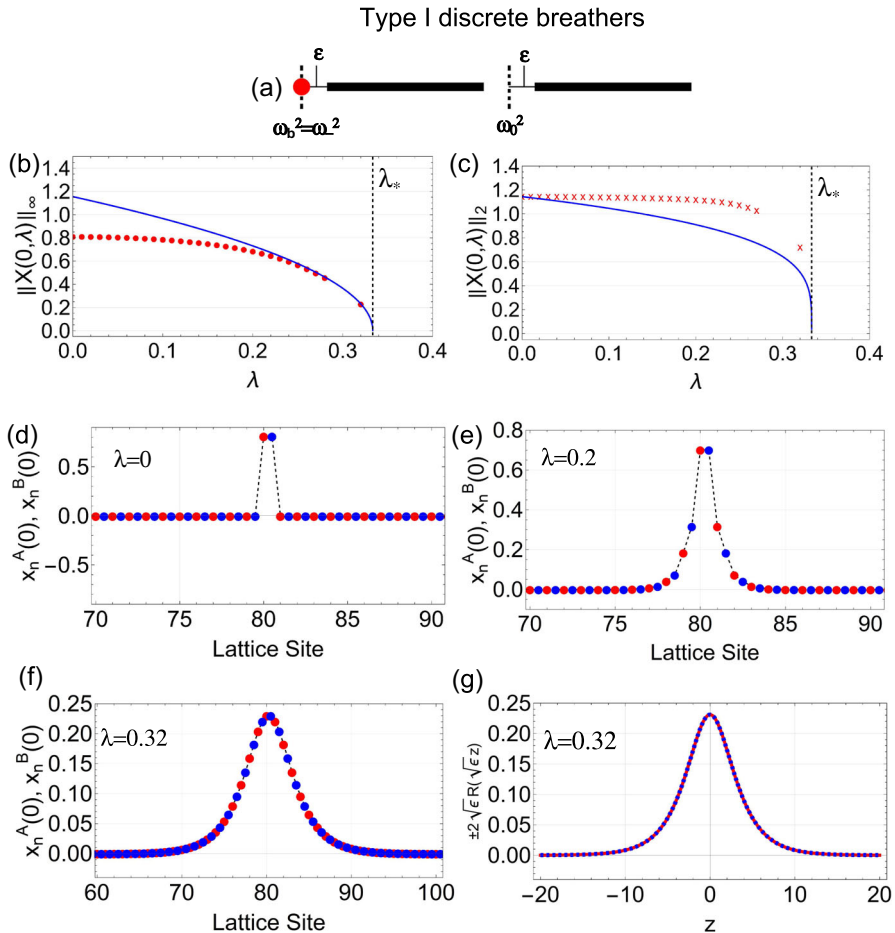 Type I discrete breathers
ε ε
(a)
ω_b²=ω_-² ω₀²
(b) (c)
1.4 1.4
λ* λ*
1.2 1.2
1.0 1.0
0.8 0.8
0.6 0.6
0.4 0.4
0.2 0.2
0.0 0.0
||X(0,λ)||∞ ||X(0,λ)||₂
0.0 0.1 0.2 0.3 0.4 0.0 0.1 0.2 0.3 0.4
λ λ
(d) (e)
λ=0 λ=0.2
0.5 0.8
0.0 0.6
−0.5 0.4
0.2
0.0
x_n^A(0), x_n^B(0) x_n^A(0), x_n^B(0)
70 75 80 85 90 70 75 80 85 90
Lattice Site Lattice Site
(f) (g)
0.25 0.25
λ=0.32 λ=0.32
0.20 0.20
0.15 0.15
0.10 0.10
0.05 0.05
0.00 0.00
x_n^A(0), x_n^B(0) ±2√ε R(√ε z)
60 70 80 90 100 −20 −10 0 10 20
Lattice Site z